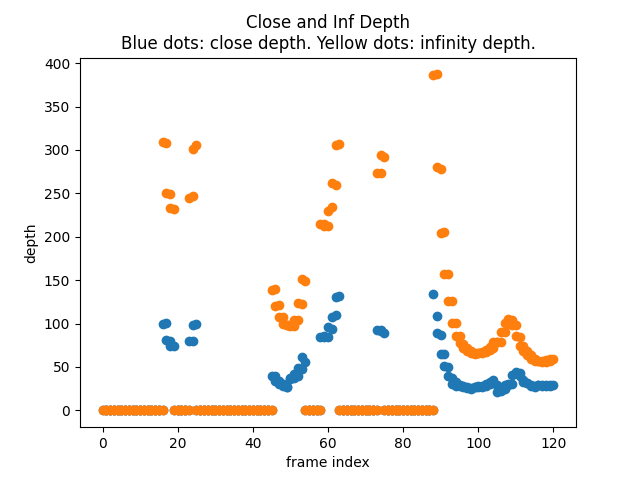 Close and Inf Depth
Blue dots: close depth. Yellow dots: infinity depth.
400
350
300
250
200
150
100
50
0
depth
0 20 40 60 80 100 120
frame index